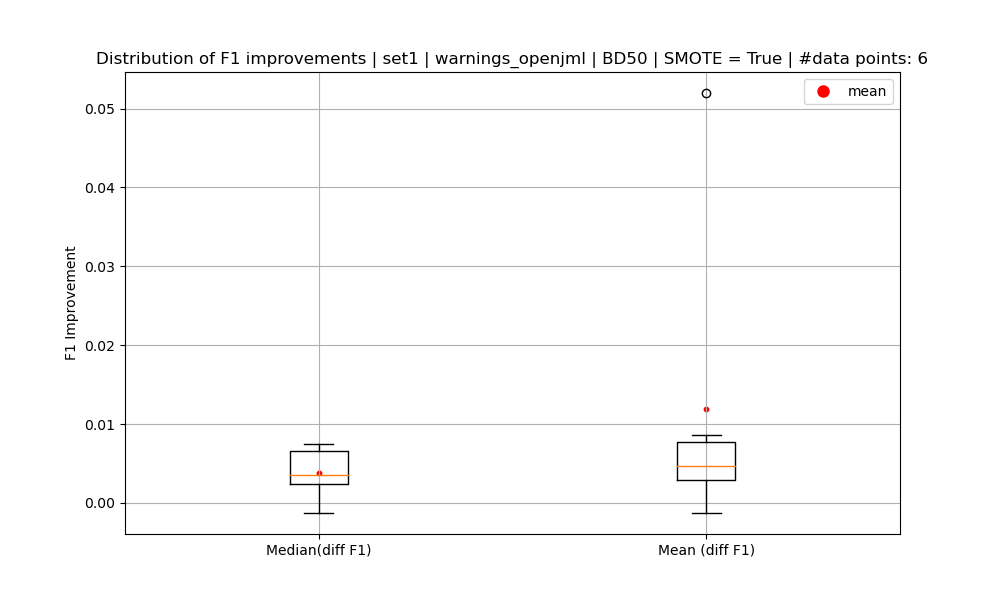 Distribution of F1 improvements | set1 | warnings_openjml | BD50 | SMOTE = True | #data points: 6
mean
0.05
0.04
0.03
0.02
0.01
0.00
F1 Improvement
Median(diff F1)
Mean (diff F1)